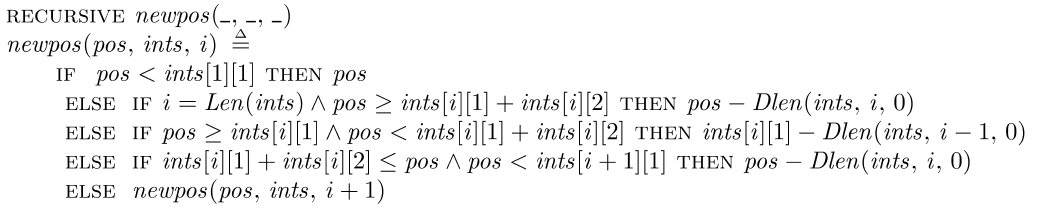 RECURSIVE newpos(_, _, _)
newpos(pos, ints, i) ≜
IF pos < ints[1][1] THEN pos
ELSE IF i = Len(ints) ∧ pos ≥ ints[i][1] + ints[i][2] THEN pos − Dlen(ints, i, 0)
ELSE IF pos ≥ ints[i][1] ∧ pos < ints[i][1] + ints[i][2] THEN ints[i][1] − Dlen(ints, i − 1, 0)
ELSE IF ints[i][1] + ints[i][2] ≤ pos ∧ pos < ints[i + 1][1] THEN pos − Dlen(ints, i, 0)
ELSE newpos(pos, ints, i + 1)